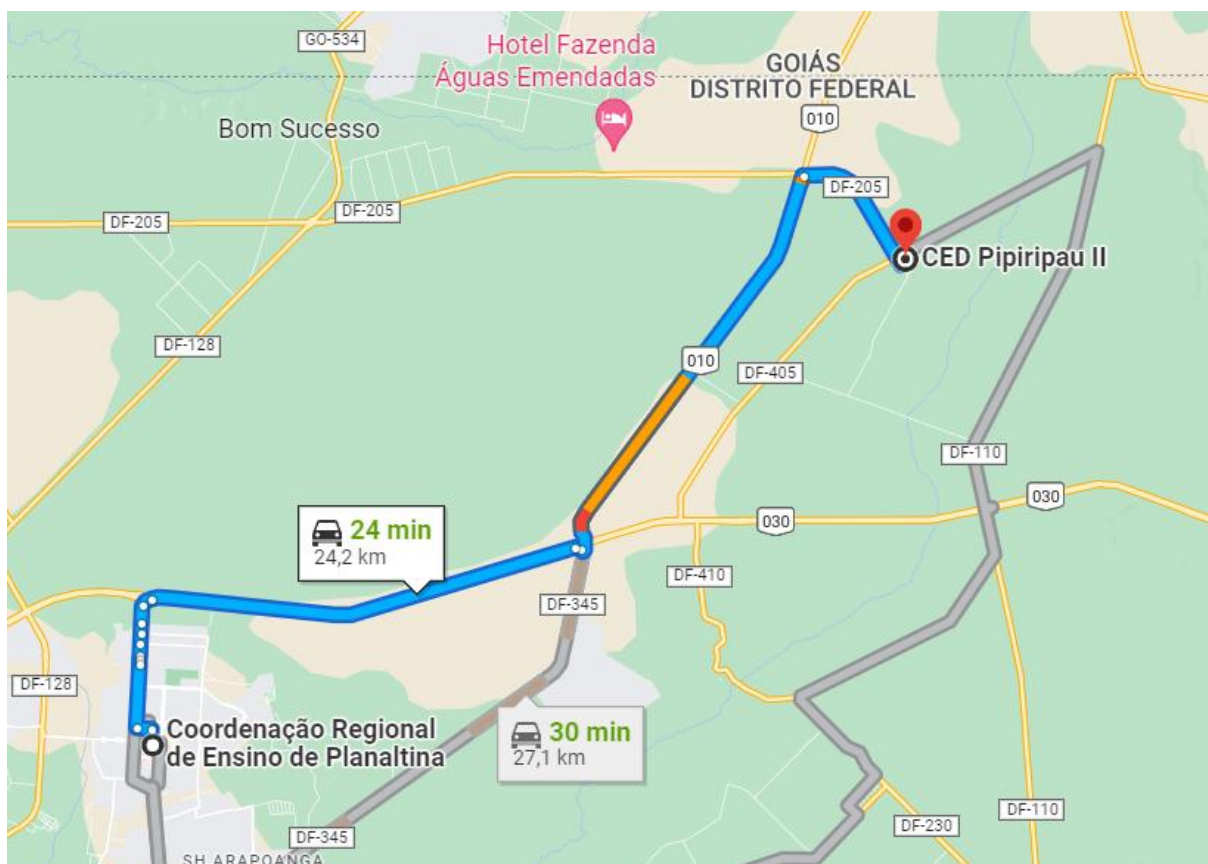 GO-534
Hotel Fazenda
Águas Emendadas
GOIÁS
DISTRITO FEDERAL
010
Bom Sucesso
DF-205
DF-205
DF-205
CED Pipiripau II
DF-128
010
DF-405
DF-110
030
030
24 min
24,2 km
DF-410
DF-345
DF-128
Coordenação Regional
de Ensino de Planaltina
30 min
27,1 km
DF-110
DF-230
DF-345
SH ARAPOANGA